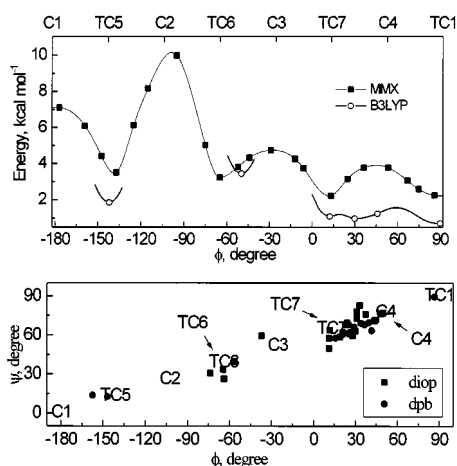 C1 TC5 C2 TC6 C3 TC7 C4 TC1
10
8
6
4
2
Energy, kcal mol⁻¹
MMX
B3LYP
-180 -150 -120 -90 -60 -30 0 30 60 90
ϕ, degree
90
60
30
0
ψ, degree
TC7
TC1
TC7
C4
TC6
C3
C4
TC6
C2
TC5
C1
diop
dpb
-180 -150 -120 -90 -60 -30 0 30 60 90
ϕ, degree